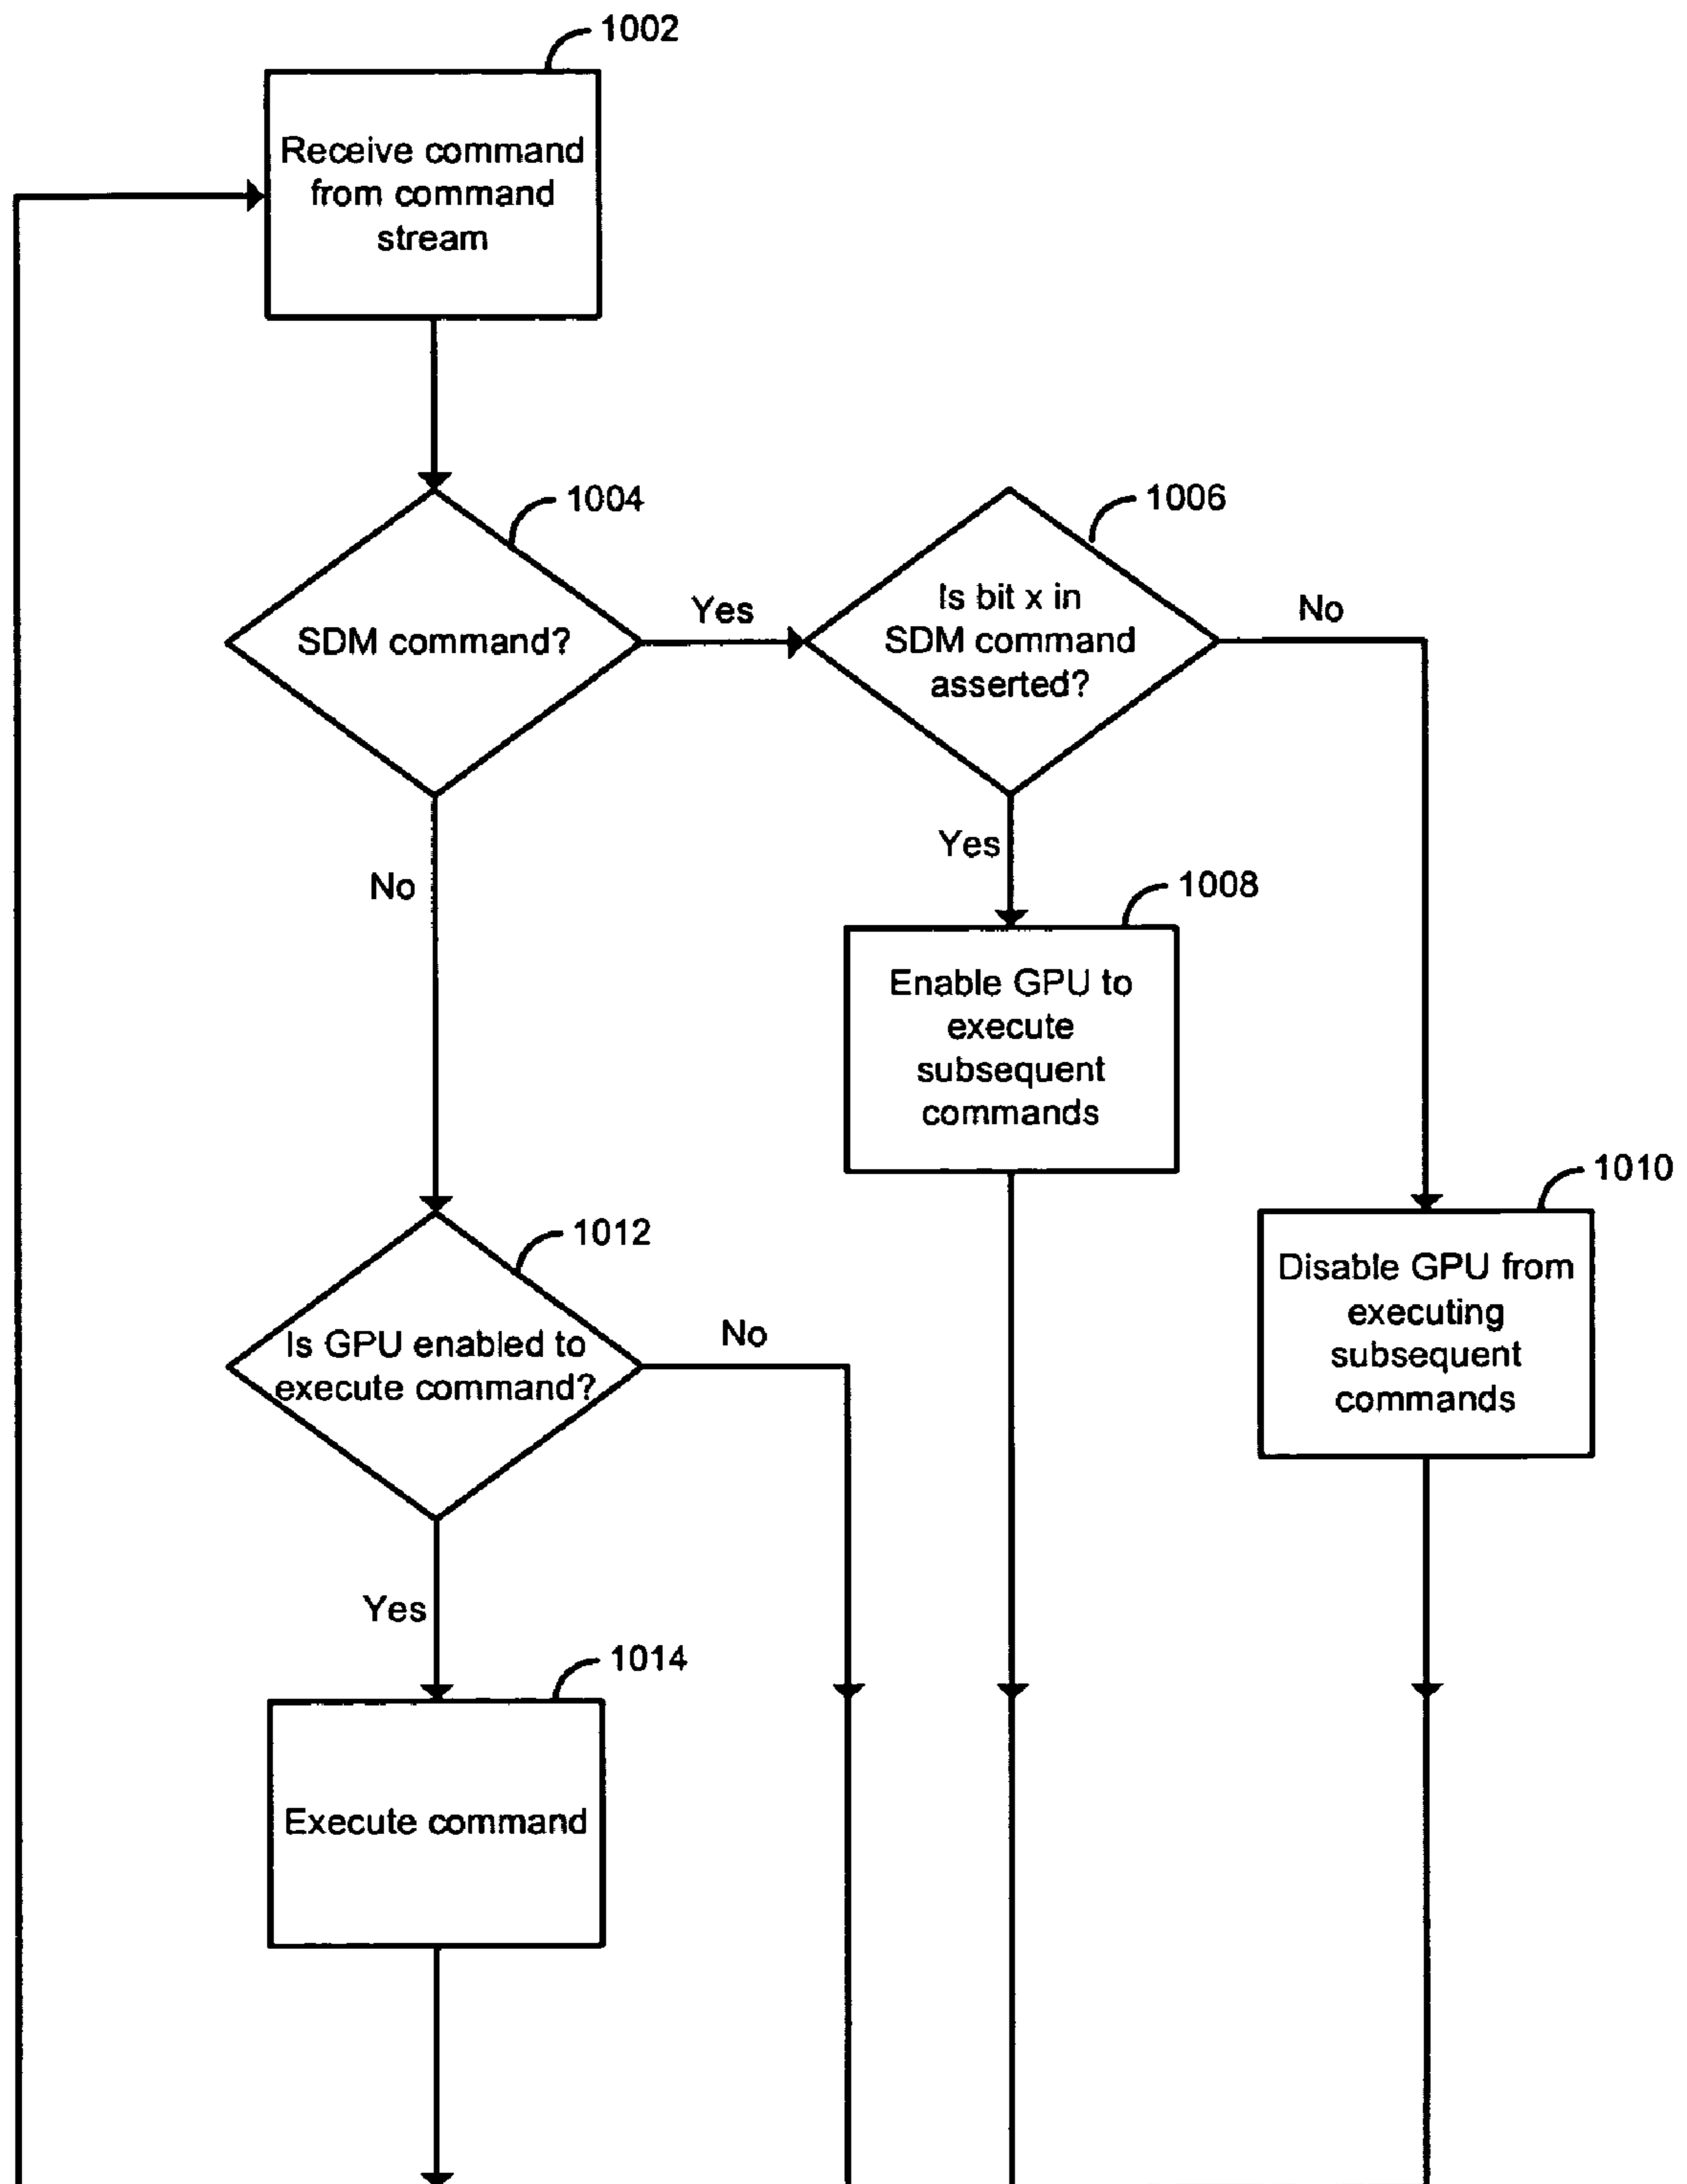 1002
Receive command
from command
stream
1004
SDM command?
Yes
1006
Is bit x in
SDM command
asserted?
No
Yes
No
1008
Enable GPU to
execute
subsequent
commands
1010
Disable GPU from
executing
subsequent
commands
1012
Is GPU enabled to
execute command?
No
Yes
1014
Execute command